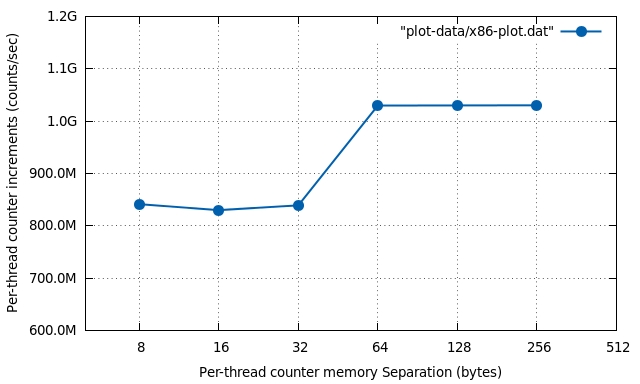 1.2G
"plot-data/x86-plot.dat"
1.1G
1.0G
900.0M
800.0M
700.0M
600.0M
Per-thread counter increments (counts/sec)
8 16 32 64 128 256 512
Per-thread counter memory Separation (bytes)